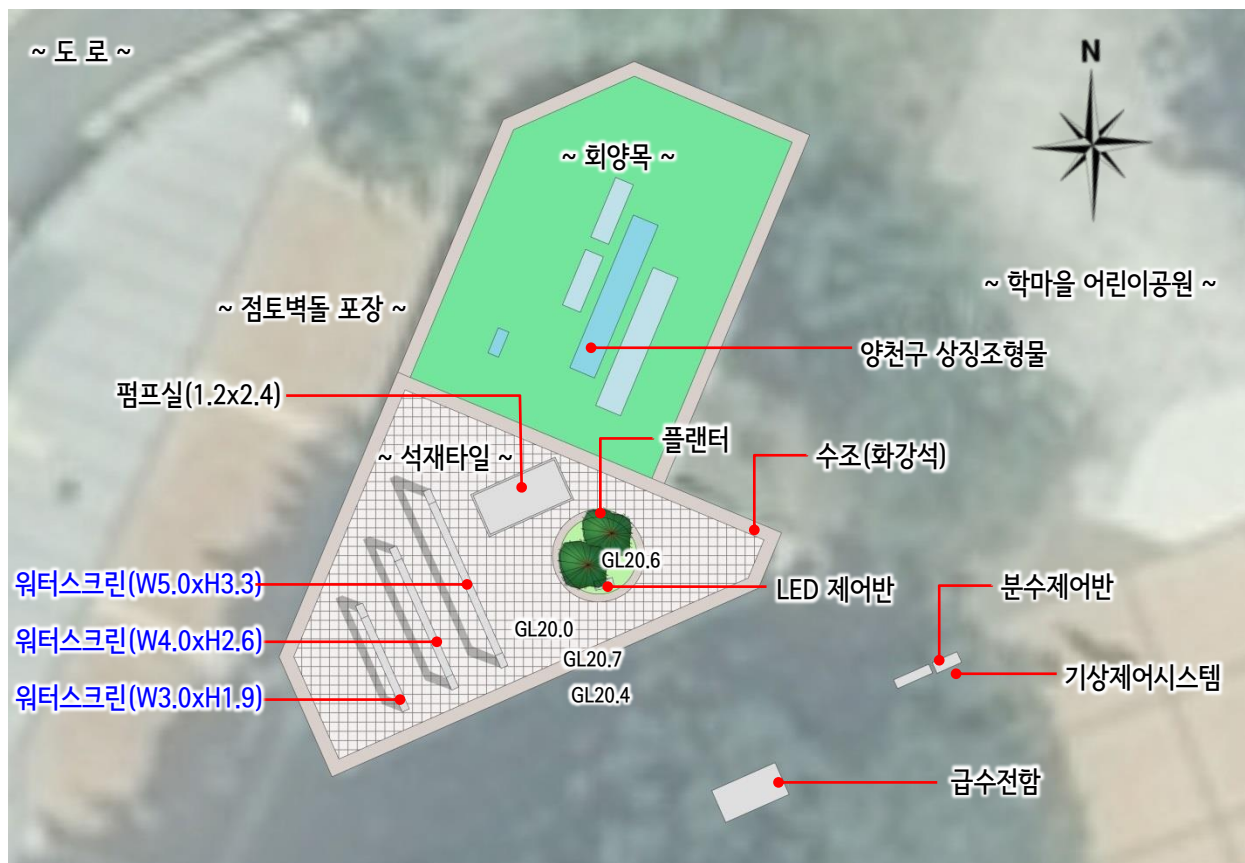 ~ 도 로 ~
N
~ 회양목 ~
~ 학마을 어린이공원 ~
~ 점토벽돌 포장 ~
양천구 상징조형물
펌프실(1.2x2.4)
플랜터
~ 석재타일 ~
수조(화강석)
GL20.6
워터스크린(W5.0xH3.3)
LED 제어반
분수제어반
GL20.0
워터스크린(W4.0xH2.6)
GL20.7
기상제어시스템
워터스크린(W3.0xH1.9)
GL20.4
급수전함